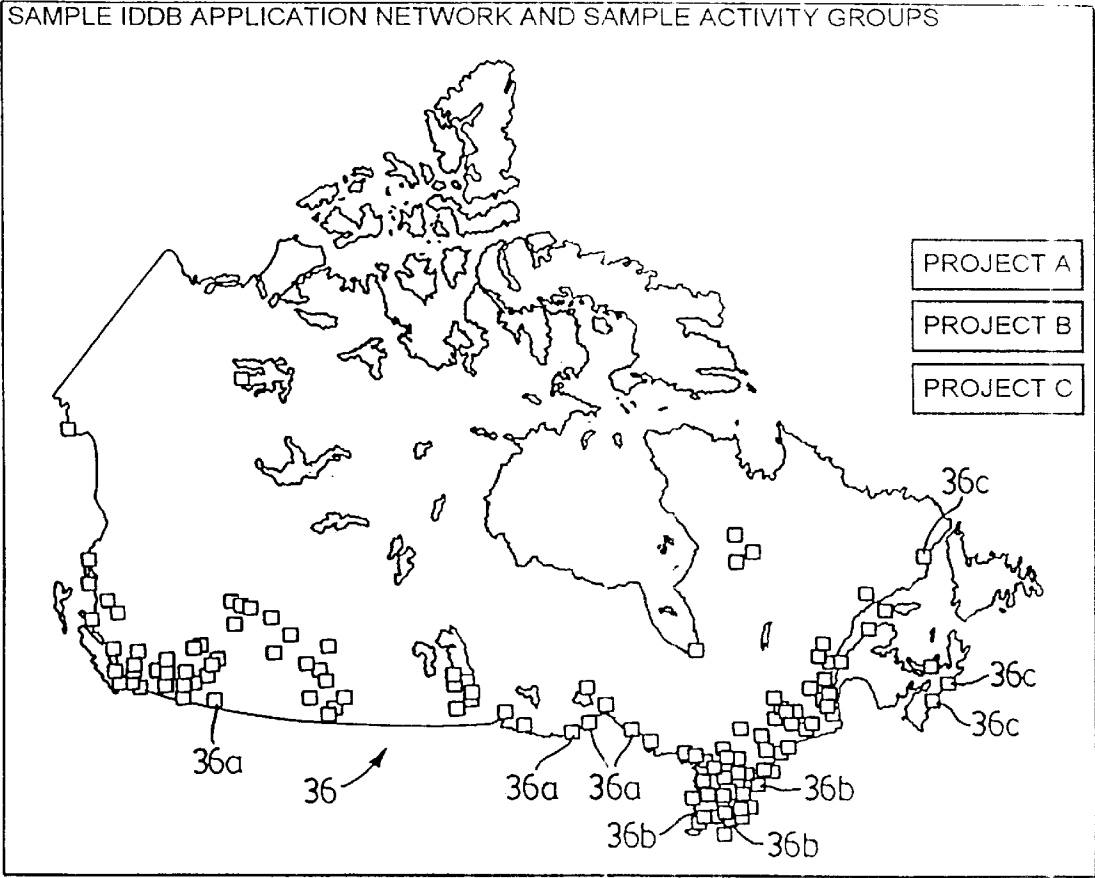 SAMPLE IDDB APPLICATION NETWORK AND SAMPLE ACTIVITY GROUPS
PROJECT A
PROJECT B
PROJECT C
36c
36c
36c
36a
36
36a
36a
36b
36b
36b